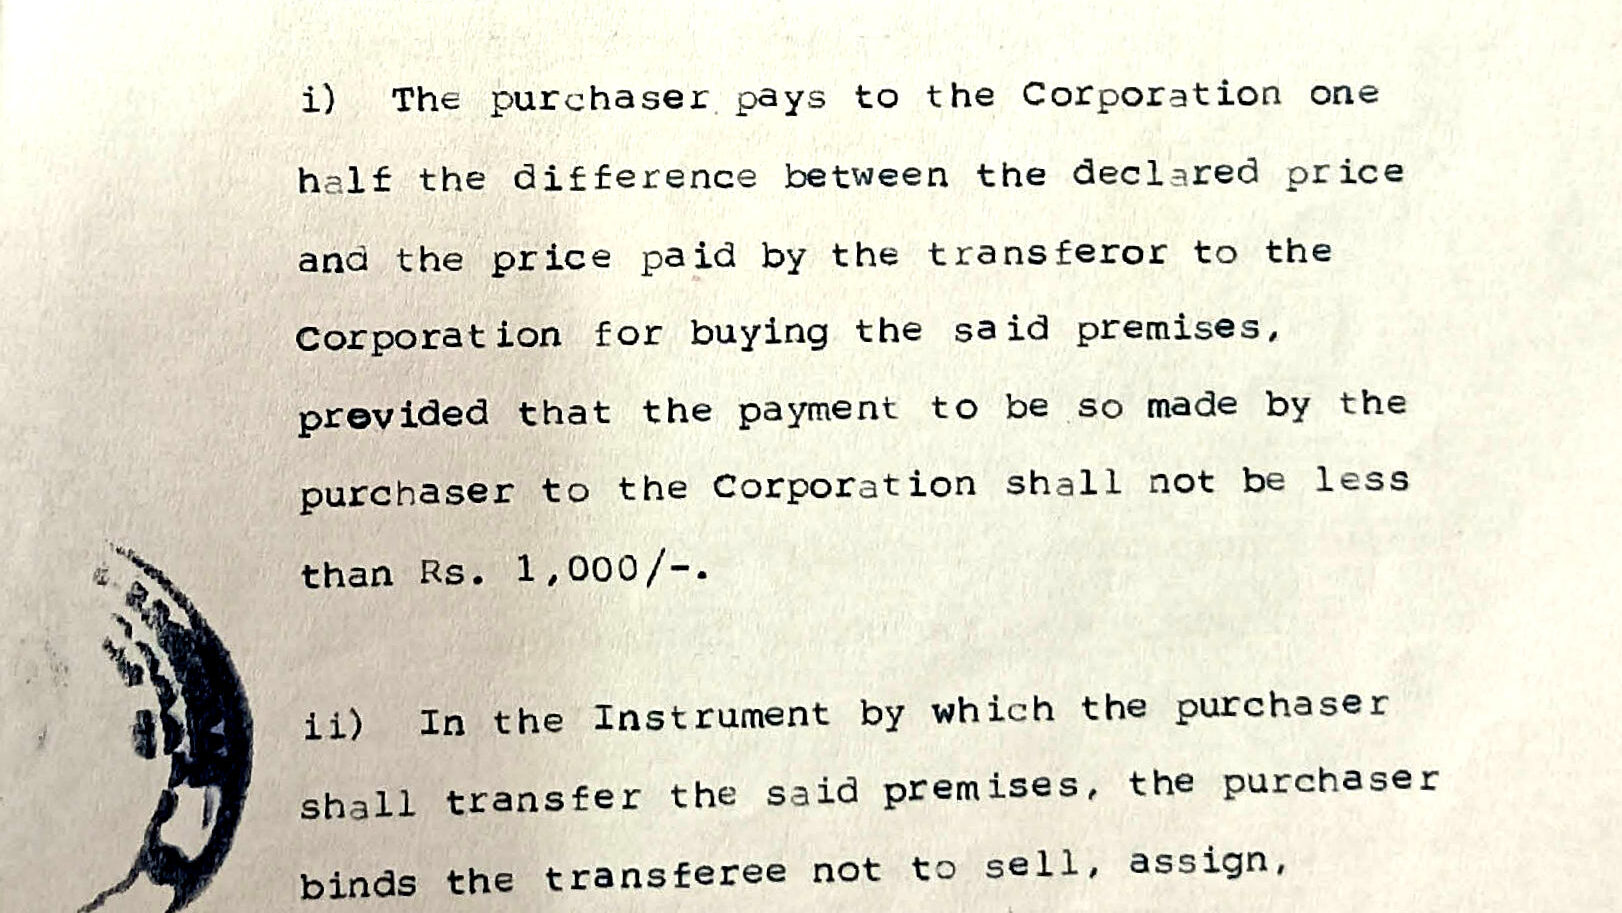 i) The purchaser pays to the Corporation one
half the difference between the declared price
and the price paid by the transferor to the
Corporation for buying the said premises,
provided that the payment to be so made by the
purchaser to the Corporation shall not be less
than Rs. 1,000/-.
ii) In the Instrument by which the purchaser
shall transfer the said premises, the purchaser
binds the transferee not to sell, assign,